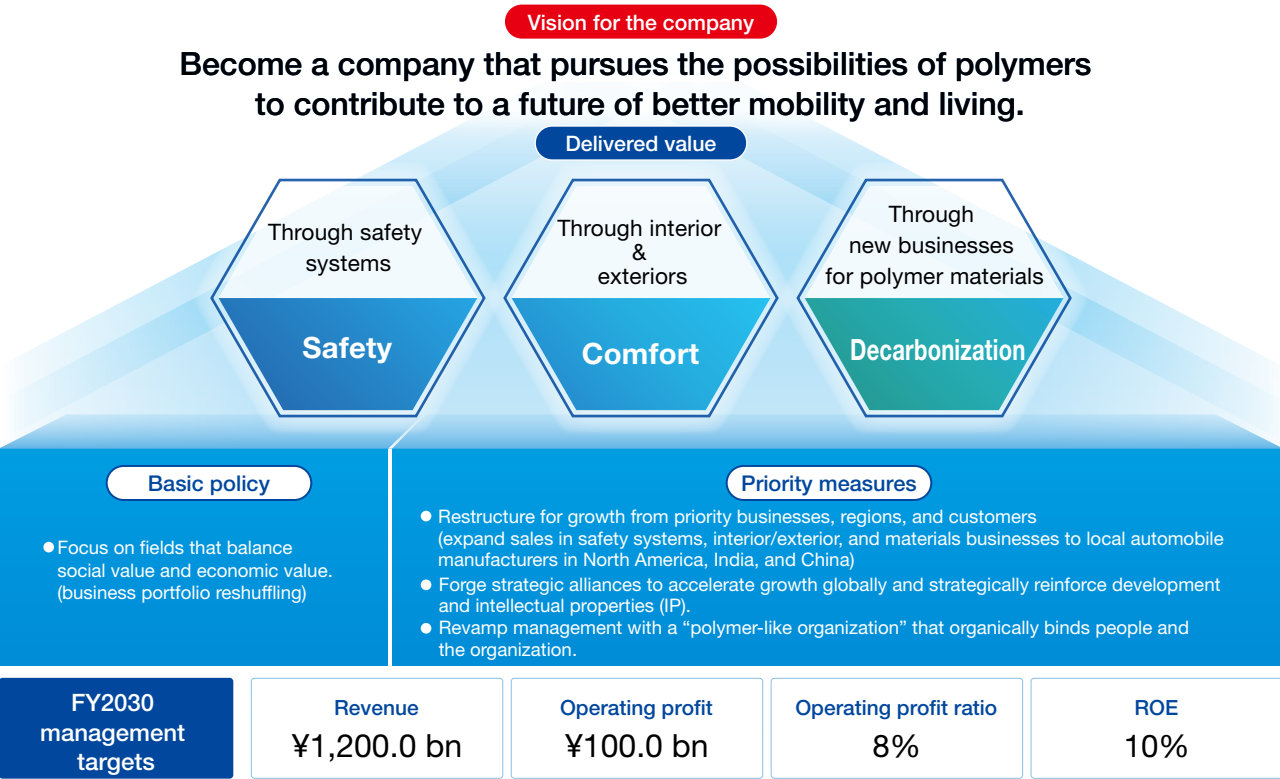 Vision for the company
Become a company that pursues the possibilities of polymers
to contribute to a future of better mobility and living.
Delivered value
Through safety
systems
Safety
Through interior
&
exteriors
Comfort
Through
new businesses
for polymer materials
Decarbonization
Basic policy
● Focus on fields that balance
social value and economic value.
(business portfolio reshuffling)
Priority measures
● Restructure for growth from priority businesses, regions, and customers
(expand sales in safety systems, interior/exterior, and materials businesses to local automobile
manufacturers in North America, India, and China)
● Forge strategic alliances to accelerate growth globally and strategically reinforce development
and intellectual properties (IP).
● Revamp management with a “polymer-like organization” that organically binds people and
the organization.
FY2030
management
targets
Revenue
¥1,200.0 bn
Operating profit
¥100.0 bn
Operating profit ratio
8%
ROE
10%